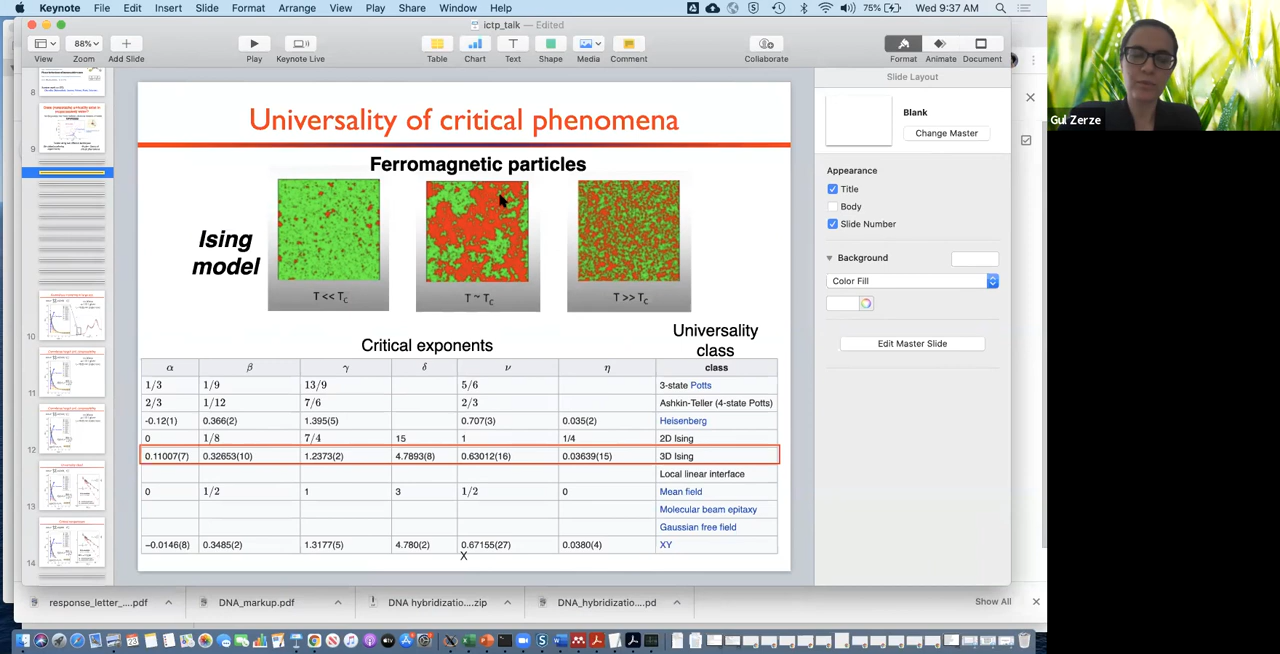 Keynote File Edit Insert Slide Format Arrange View Play Share Window Help 75% Wed 9:37 AM
ictp_talk — Edited
88%
View Zoom Add Slide Play Keynote Live Table Chart Text Shape Media Comment Collaborate Format Animate Document
Slide Layout
Blank
Change Master
Appearance
Title
Body
Slide Number
Background
Color Fill
Edit Master Slide
8
9
10
11
12
13
14
Universality of critical phenomena
Ferromagnetic particles
Ising
model
T << TC
T ~ TC
T >> TC
Critical exponents
Universality
class
α β γ δ ν η class
1/3 1/9 13/9 5/6 3-state Potts
2/3 1/12 7/6 2/3 Ashkin-Teller (4-state Potts)
-0.12(1) 0.366(2) 1.395(5) 0.707(3) 0.035(2) Heisenberg
0 1/8 7/4 15 1 1/4 2D Ising
0.11007(7) 0.32653(10) 1.2373(2) 4.7893(8) 0.63012(16) 0.03639(15) 3D Ising
Local linear interface
0 1/2 1 3 1/2 0 Mean field
Molecular beam epitaxy
Gaussian free field
−0.0146(8) 0.3485(2) 1.3177(5) 4.780(2) 0.67155(27) 0.0380(4) XY
X
response_letter_....pdf DNA_markup.pdf DNA hybridizatio....zip DNA_hybridizatio....pd Show All
Gul Zerze